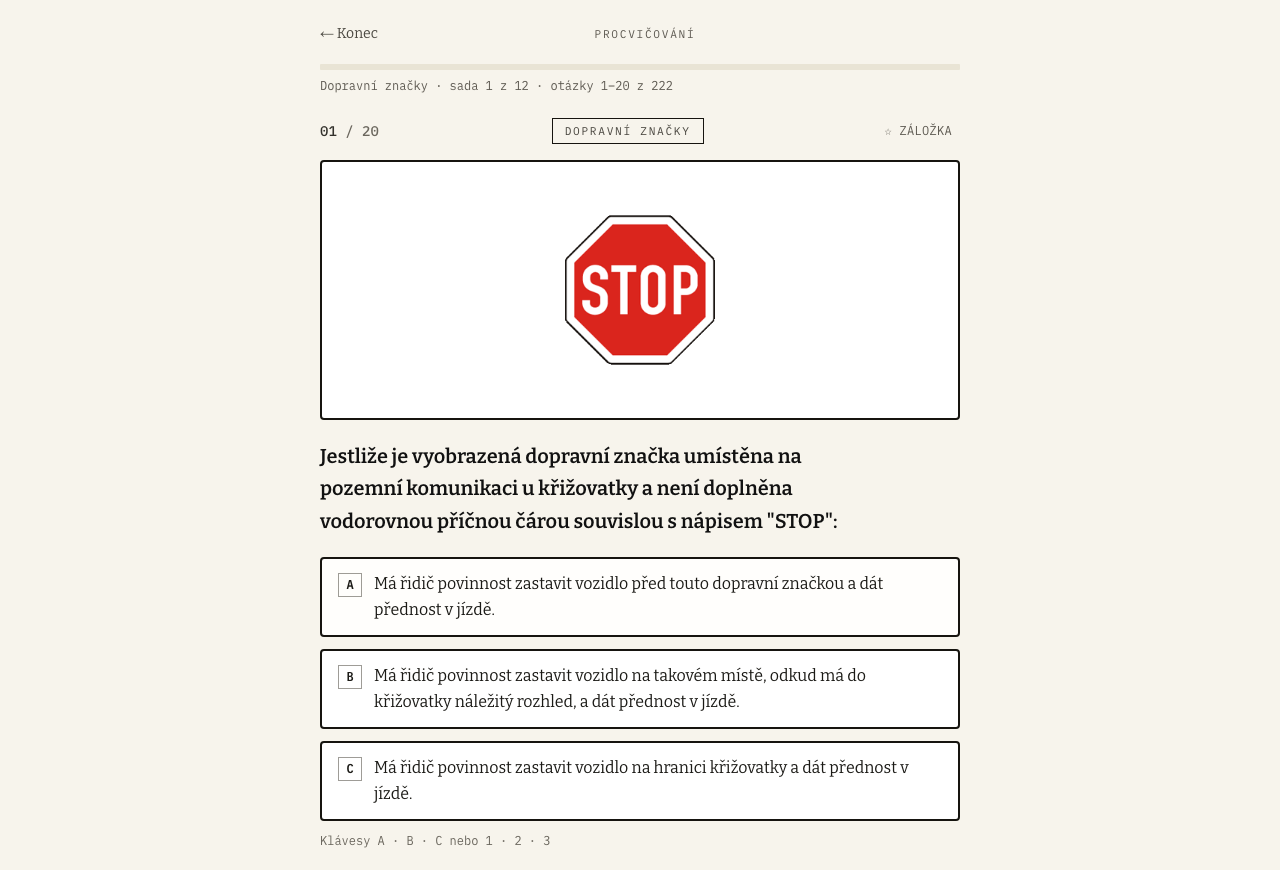 ← Konec
PROCVIČOVÁNÍ
Dopravní značky · sada 1 z 12 · otázky 1–20 z 222
01 / 20
DOPRAVNÍ ZNAČKY
☆ ZÁLOŽKA
STOP
Jestliže je vyobrazená dopravní značka umístěna na
pozemní komunikaci u křižovatky a není doplněna
vodorovnou příčnou čárou souvislou s nápisem "STOP":
A
Má řidič povinnost zastavit vozidlo před touto dopravní značkou a dát
přednost v jízdě.
B
Má řidič povinnost zastavit vozidlo na takovém místě, odkud má do
křižovatky náležitý rozhled, a dát přednost v jízdě.
C
Má řidič povinnost zastavit vozidlo na hranici křižovatky a dát přednost v
jízdě.
Klávesy A · B · C nebo 1 · 2 · 3